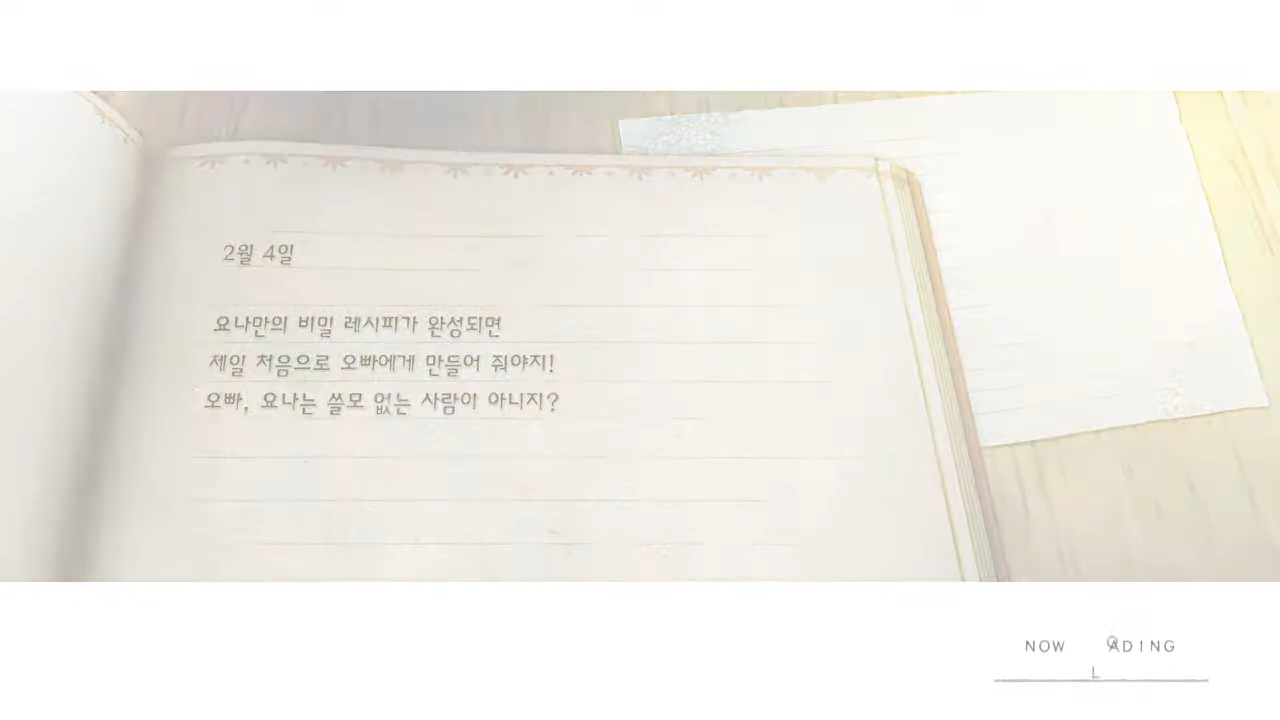 2월 4일
요나만의 비밀 레시피가 완성되면
제일 처음으로 오빠에게 만들어 줘야지!
오빠, 요나는 쓸모 없는 사람이 아니지?
NOW LOADING